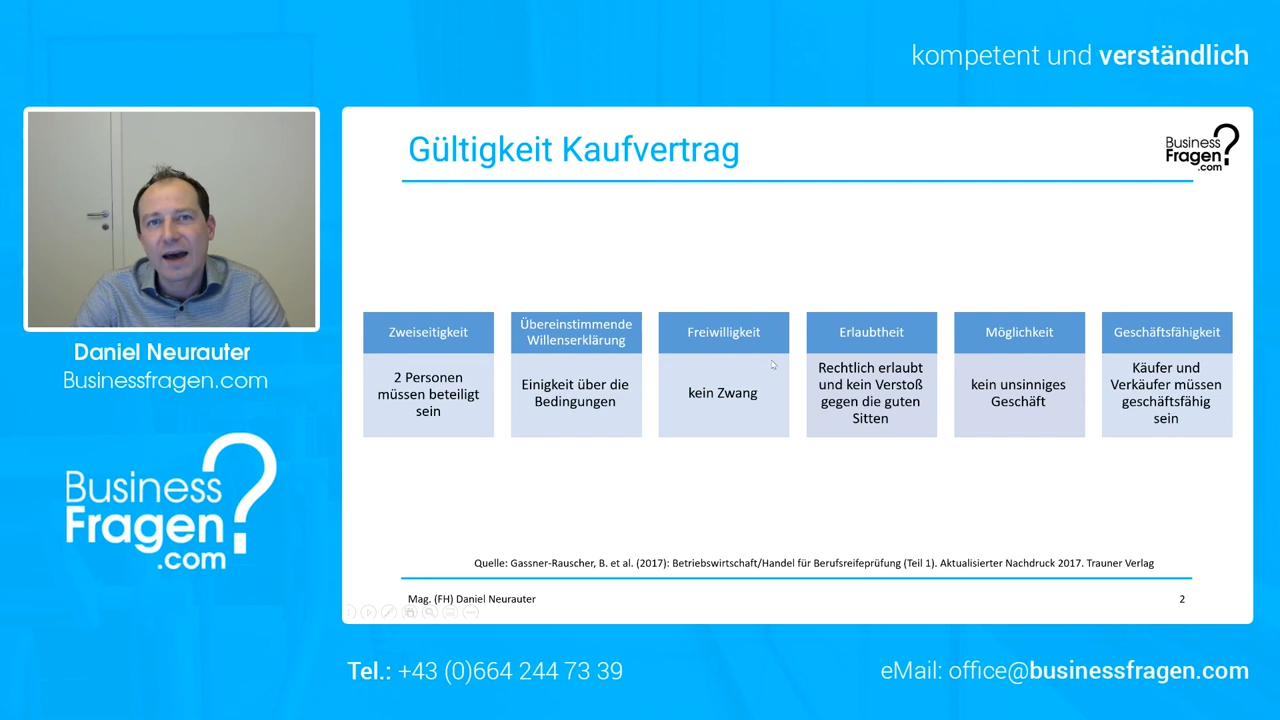 kompetent und verständlich
Gültigkeit Kaufvertrag
Business
Fragen?
.com
Daniel Neurauter
Businessfragen.com
Business
Fragen?
.com
Zweiseitigkeit
2 Personen
müssen beteiligt
sein
Übereinstimmende
Willenserklärung
Einigkeit über die
Bedingungen
Freiwilligkeit
kein Zwang
Erlaubtheit
Rechtlich erlaubt
und kein Verstoß
gegen die guten
Sitten
Möglichkeit
kein unsinniges
Geschäft
Geschäftsfähigkeit
Käufer und
Verkäufer müssen
geschäftsfähig
sein
Quelle: Gassner-Rauscher, B. et al. (2017): Betriebswirtschaft/Handel für Berufsreifeprüfung (Teil 1). Aktualisierter Nachdruck 2017. Trauner Verlag
Mag. (FH) Daniel Neurauter
2
Tel.: +43 (0)664 244 73 39
eMail: office@businessfragen.com